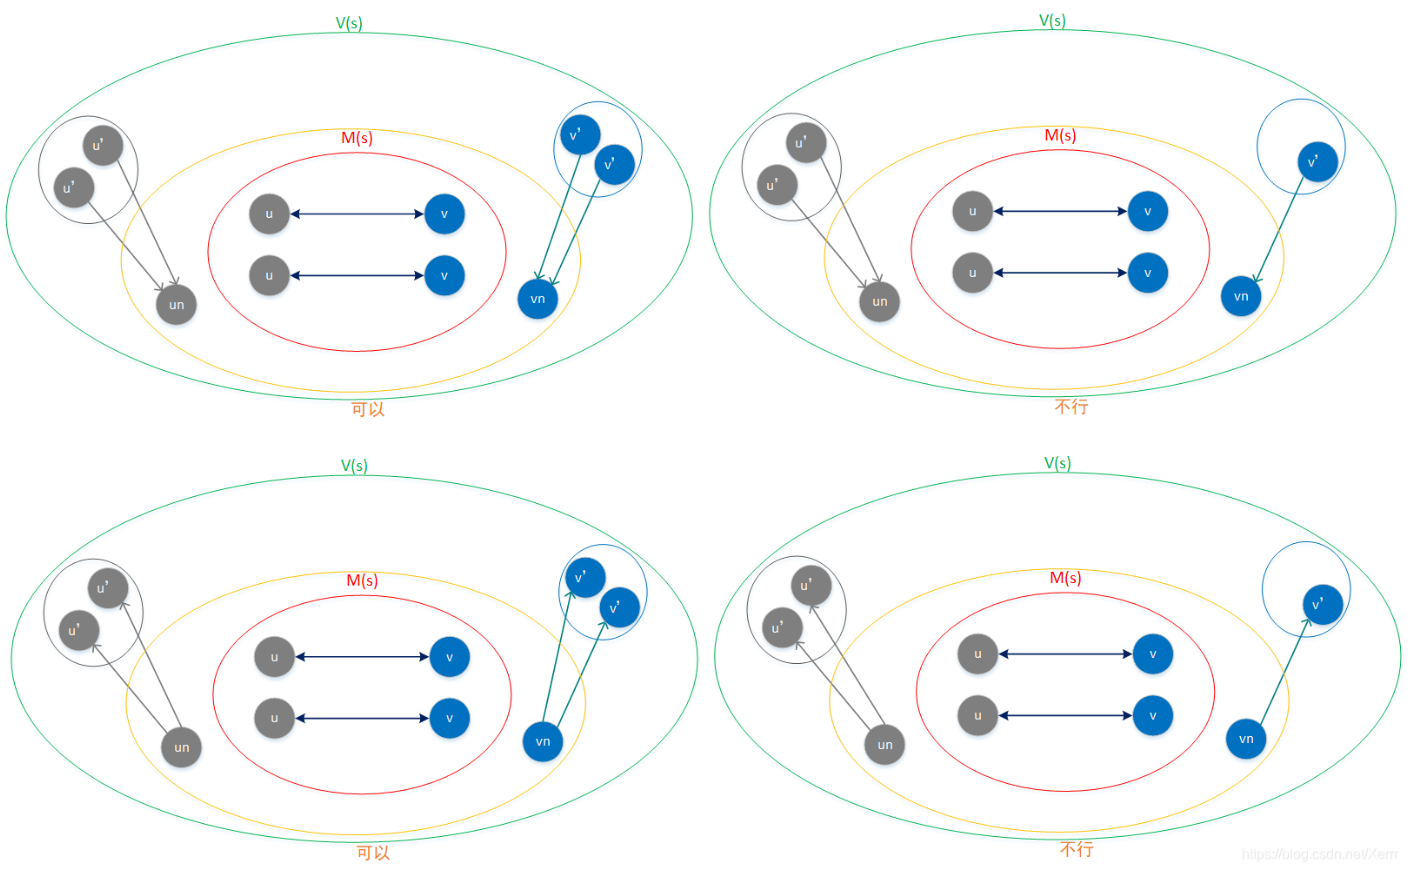 V(s)
M(s)
u'
u'
v'
v'
u
v
u
v
un
vn
可以
V(s)
M(s)
u'
u'
v'
u
v
u
v
un
vn
不行
V(s)
M(s)
u'
u'
v'
v'
u
v
u
v
un
vn
可以
V(s)
M(s)
u'
u'
v'
u
v
u
v
un
vn
不行
https://blog.csdn.net/Xerrr